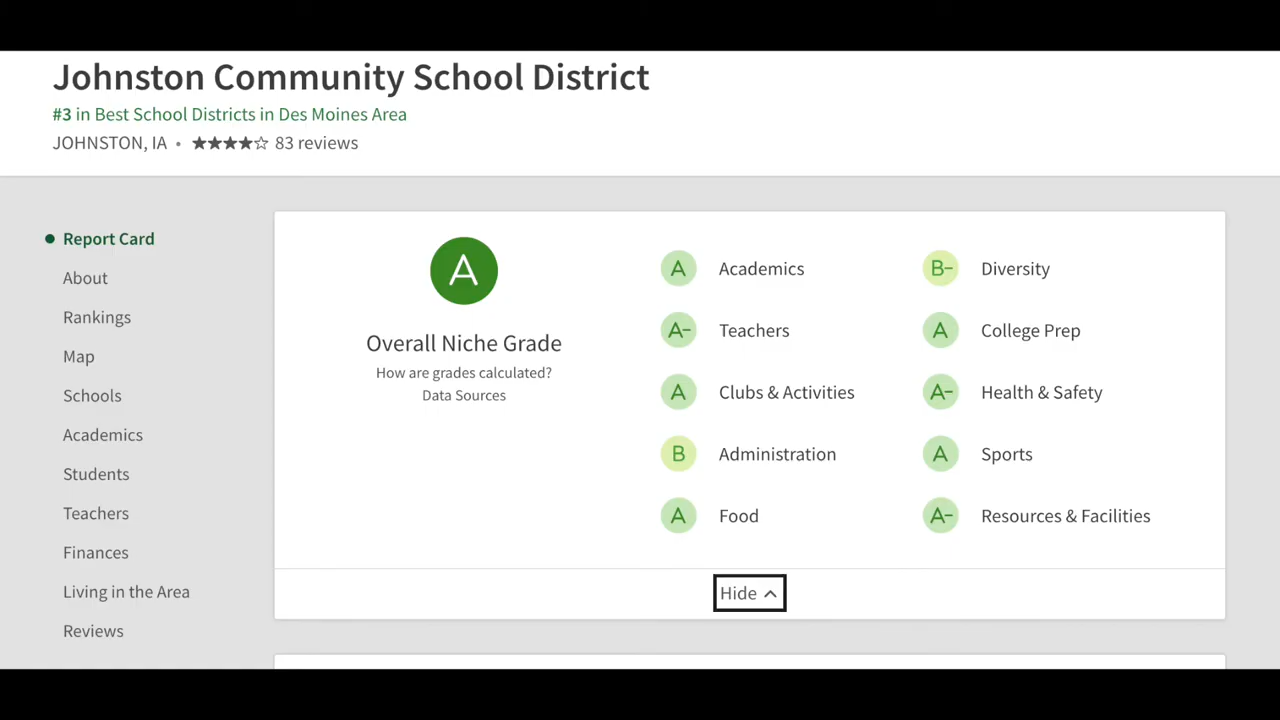 Johnston Community School District
#3 in Best School Districts in Des Moines Area
JOHNSTON, IA • ★★★★☆ 83 reviews
Report Card
About
Rankings
Map
Schools
Academics
Students
Teachers
Finances
Living in the Area
Reviews
A
Overall Niche Grade
How are grades calculated?
Data Sources
A Academics
A- Teachers
A Clubs & Activities
B Administration
A Food
B- Diversity
A College Prep
A- Health & Safety
A Sports
A- Resources & Facilities
Hide